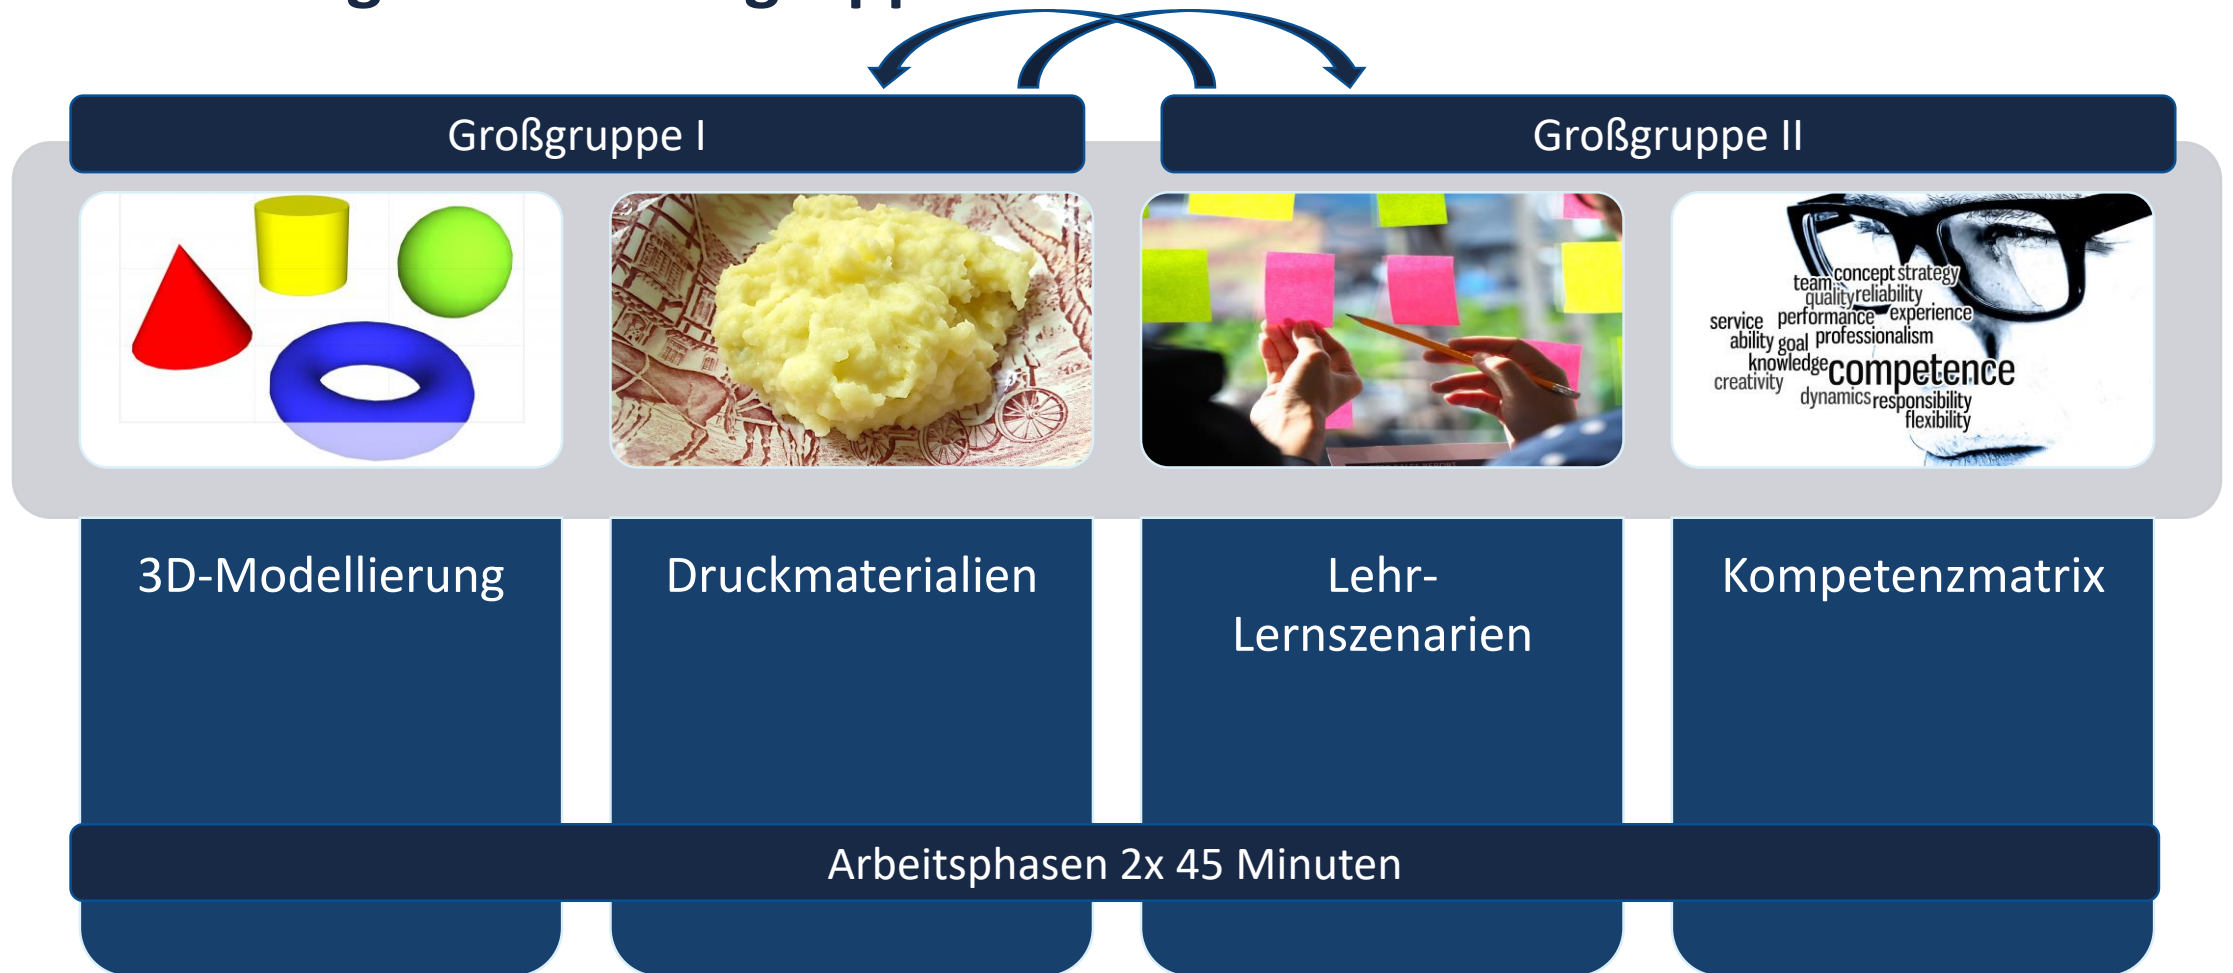 Großgruppe I
Großgruppe II
team concept strategy
quality reliability
service performance experience
ability goal professionalism
knowledge competence
creativity dynamics responsibility
flexibility
3D-Modellierung
Druckmaterialien
Lehr-
Lernszenarien
Kompetenzmatrix
Arbeitsphasen 2x 45 Minuten